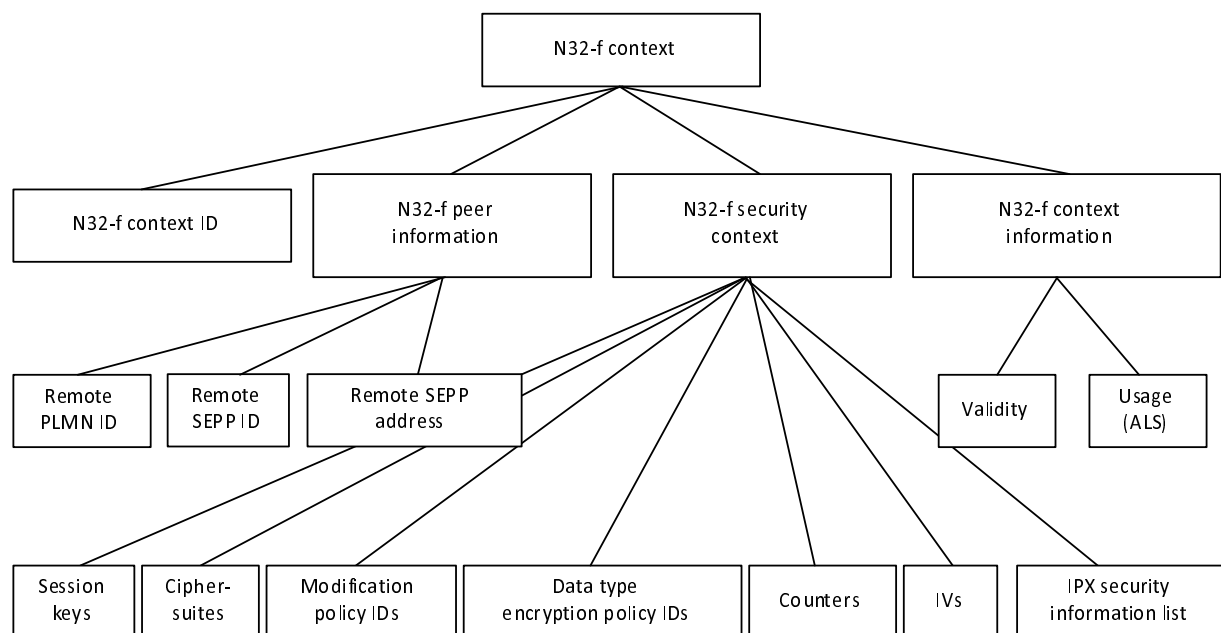 N32-f context
N32-f context ID
N32-f peer
information
N32-f security
context
N32-f context
information
Remote
PLMN ID
Remote
SEPP ID
Remote SEPP
address
Validity
Usage
(ALS)
Session
keys
Cipher-
suites
Modification
policy IDs
Data type
encryption policy IDs
Counters
IVs
IPX security
information list